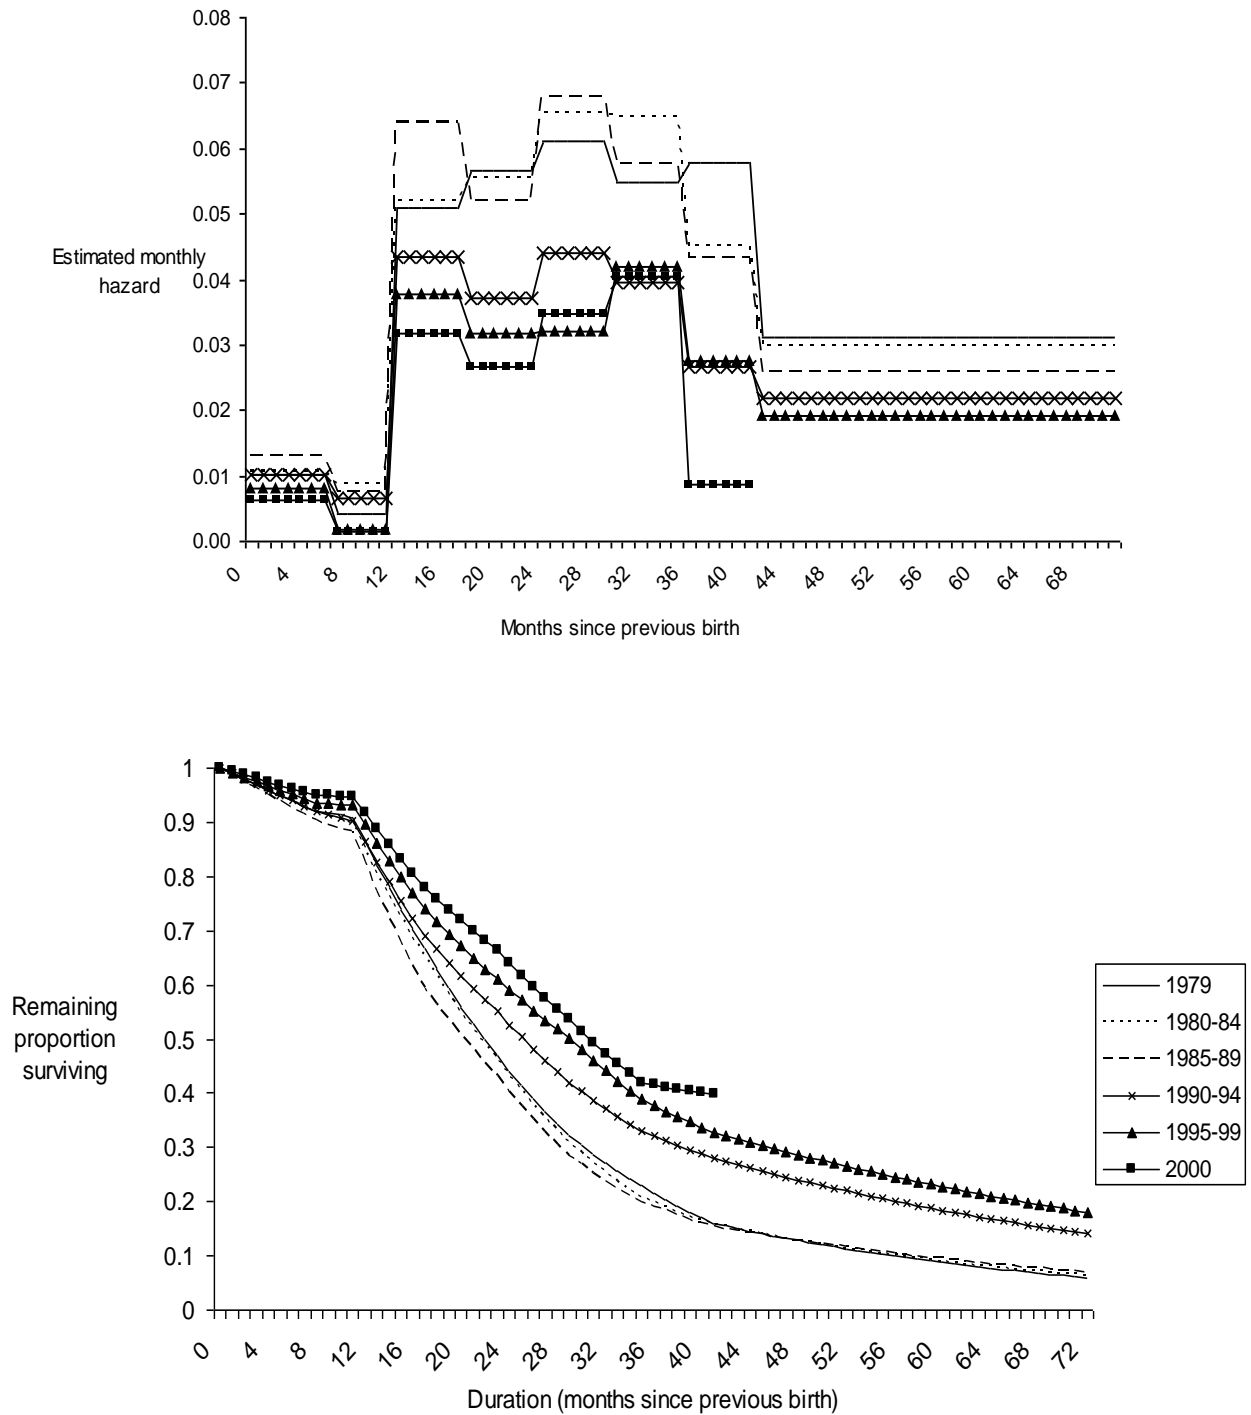 0.08
0.07
0.06
0.05
0.04
0.03
0.02
0.01
0.00
Estimated monthly
hazard
0 4 8 12 16 20 24 28 32 36 40 44 48 52 56 60 64 68
Months since previous birth
1
0.9
0.8
0.7
0.6
0.5
0.4
0.3
0.2
0.1
0
Remaining
proportion
surviving
0 4 8 12 16 20 24 28 32 36 40 44 48 52 56 60 64 68 72
Duration (months since previous birth)
1979
1980-84
1985-89
1990-94
1995-99
2000